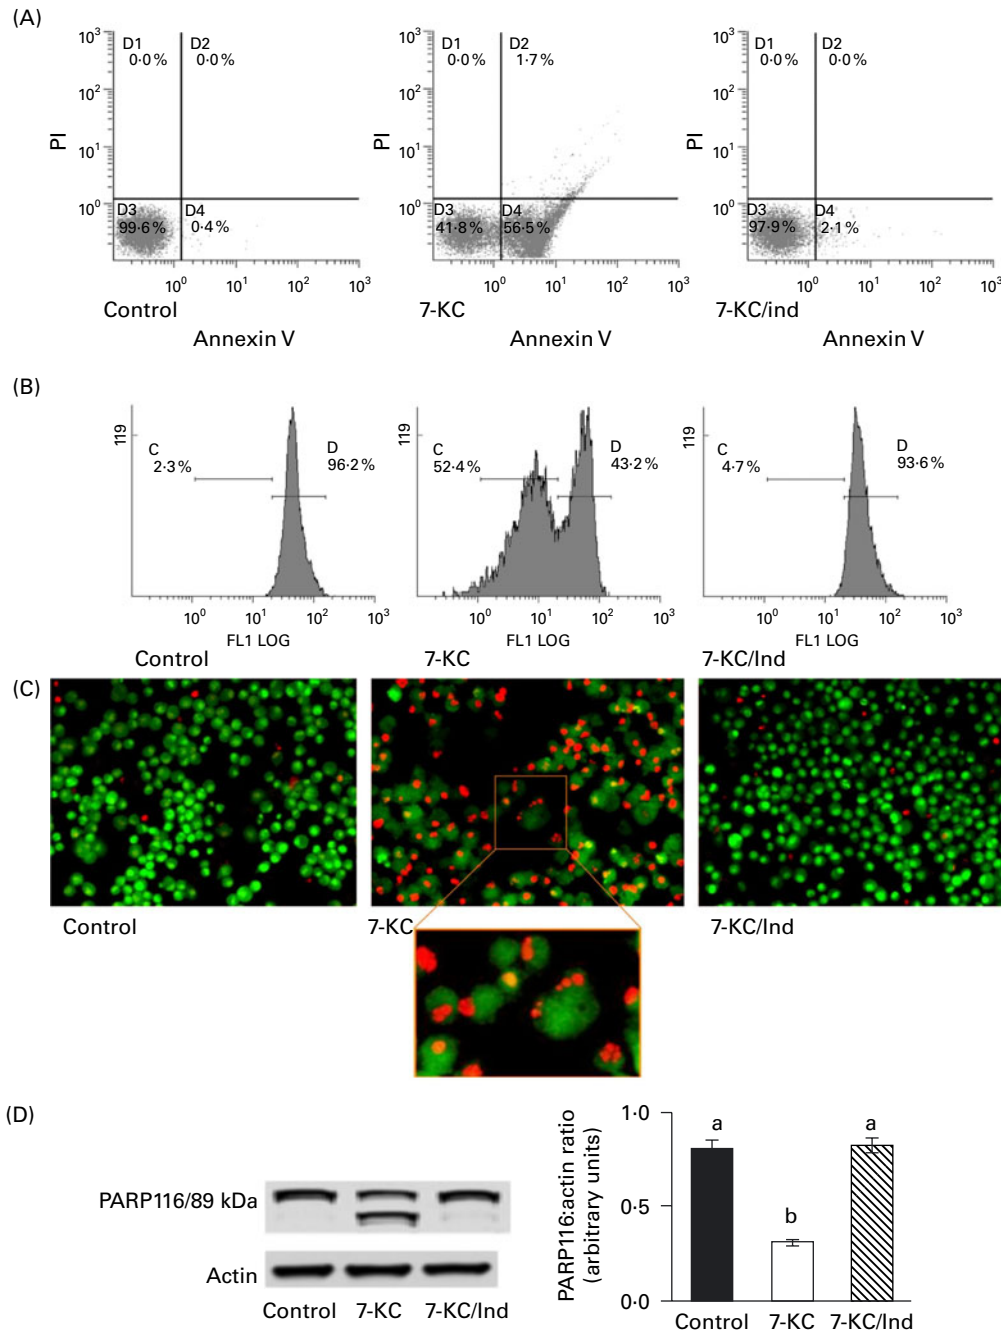 (A)
10³
10²
10¹
10⁰
PI
D1
0·0 %
D2
0·0 %
D3
99·6 %
D4
0·4 %
10⁰ 10¹ 10² 10³
Control
Annexin V
10³
10²
10¹
10⁰
PI
D1
0·0 %
D2
1·7 %
D3
41·8 %
D4
56·5 %
10⁰ 10¹ 10² 10³
7-KC
Annexin V
10³
10²
10¹
10⁰
PI
D1
0·0 %
D2
0·0 %
D3
97·9 %
D4
2·1 %
10⁰ 10¹ 10² 10³
7-KC/ind
Annexin V
(B)
119
C
2·3 %
D
96·2 %
10⁰ 10¹ 10² 10³
FL1 LOG
Control
119
C
52·4 %
D
43·2 %
10⁰ 10¹ 10² 10³
FL1 LOG
7-KC
119
C
4·7 %
D
93·6 %
10⁰ 10¹ 10² 10³
FL1 LOG
7-KC/Ind
(C)
Control
7-KC
7-KC/Ind
(D)
PARP116/89 kDa
Actin
Control 7-KC 7-KC/Ind
PARP116:actin ratio
(arbitrary units)
1·0
0·5
0·0
a
b
a
Control 7-KC 7-KC/Ind